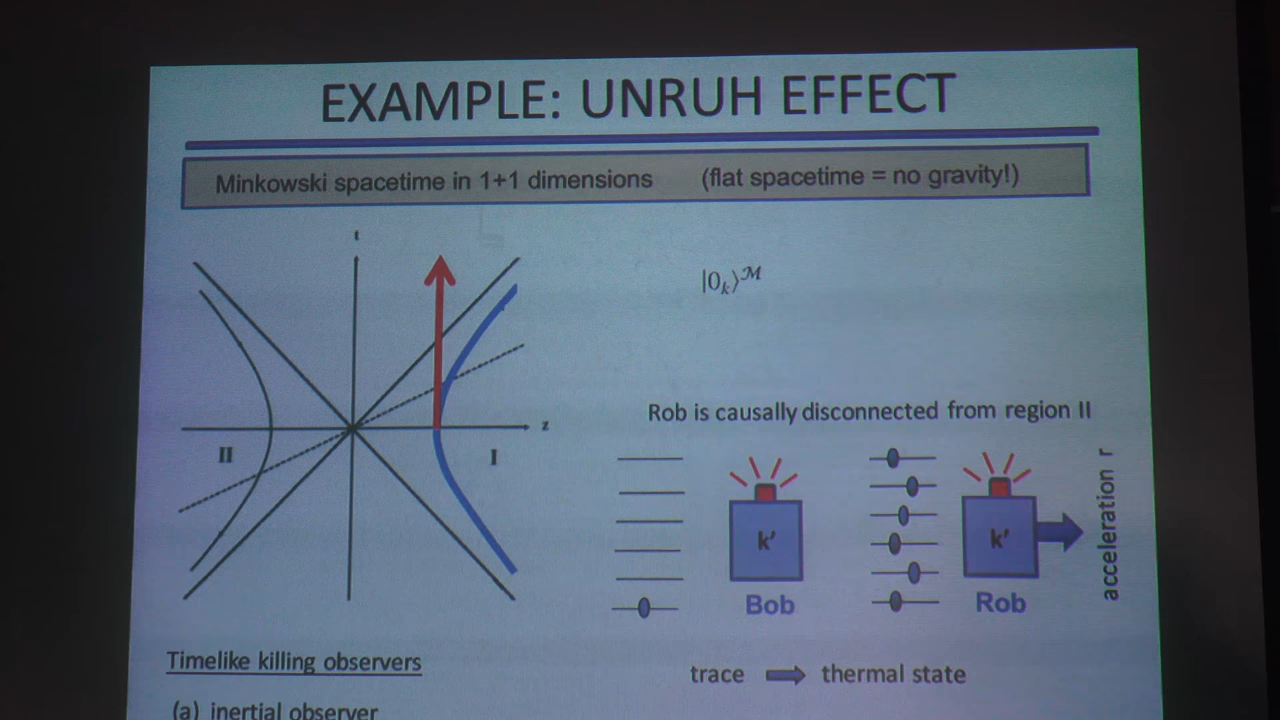 EXAMPLE: UNRUH EFFECT
Minkowski spacetime in 1+1 dimensions (flat spacetime = no gravity!)
t
|0ₖ⟩ᴹ
z
II
I
Rob is causally disconnected from region II
k'
k'
acceleration r
Bob
Rob
Timelike killing observers
trace thermal state
(a) inertial observer